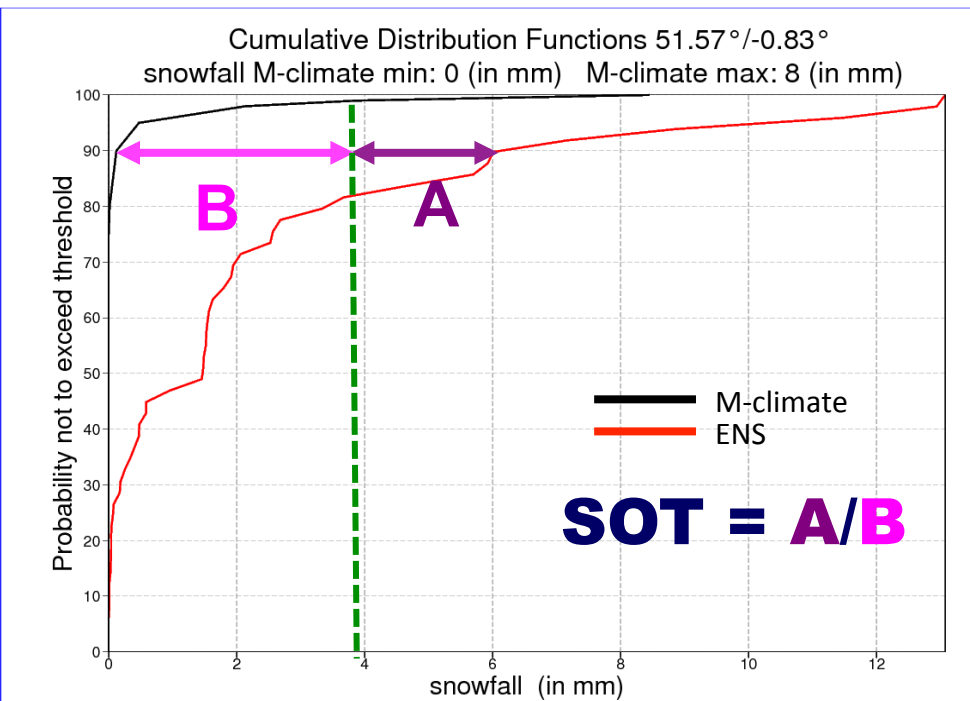 Cumulative Distribution Functions 51.57°/-0.83°
snowfall M-climate min: 0 (in mm) M-climate max: 8 (in mm)
Probability not to exceed threshold
100
90
80
70
60
50
40
30
20
10
0
B
A
M-climate
ENS
SOT = A/B
0 2 4 6 8 10 12
snowfall (in mm)